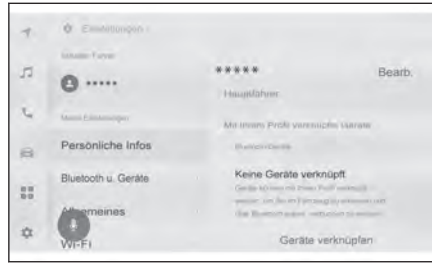 Einstellungen
Aktueller Fahrer
*****
Meine Einstellungen
Persönliche Infos
Bluetooth u. Geräte
Allgemeines
Wi-Fi
*****
Bearb.
Hauptfahrer
Mit Ihrem Profil verknüpfte Geräte
Bluetooth-Geräte
Keine Geräte verknüpft
Geräte verknüpfen